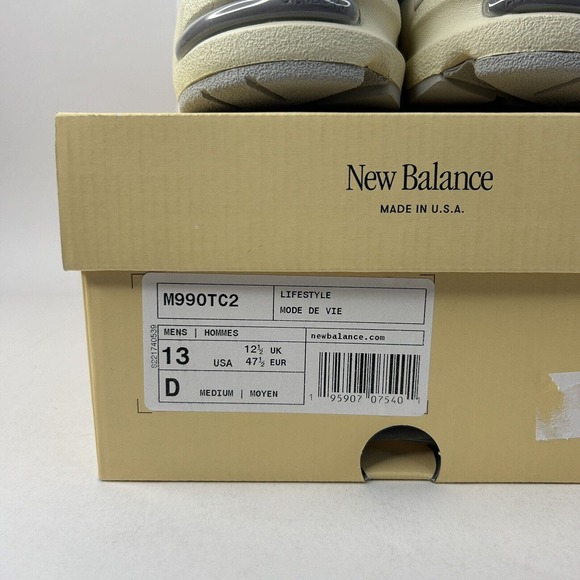 New Balance
MADE IN U.S.A.
M990TC2
LIFESTYLE
MODE DE VIE
S221740539
MENS | HOMMES
newbalance.com
13 USA
12½ UK
47½ EUR
D MEDIUM | MOYEN
1 95907 07540 1